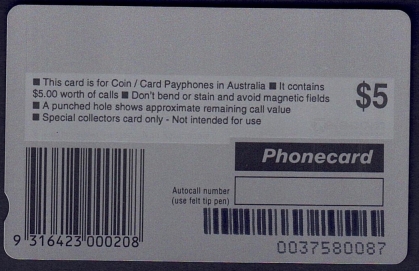 ■ This card is for Coin / Card Payphones in Australia ■ It contains
$5.00 worth of calls ■ Don't bend or stain and avoid magnetic fields
■ A punched hole shows approximate remaining call value
■ Special collectors card only - Not intended for use
$5
Phonecard
Autocall number
(use felt tip pen)
9 316423 000208
0037580087